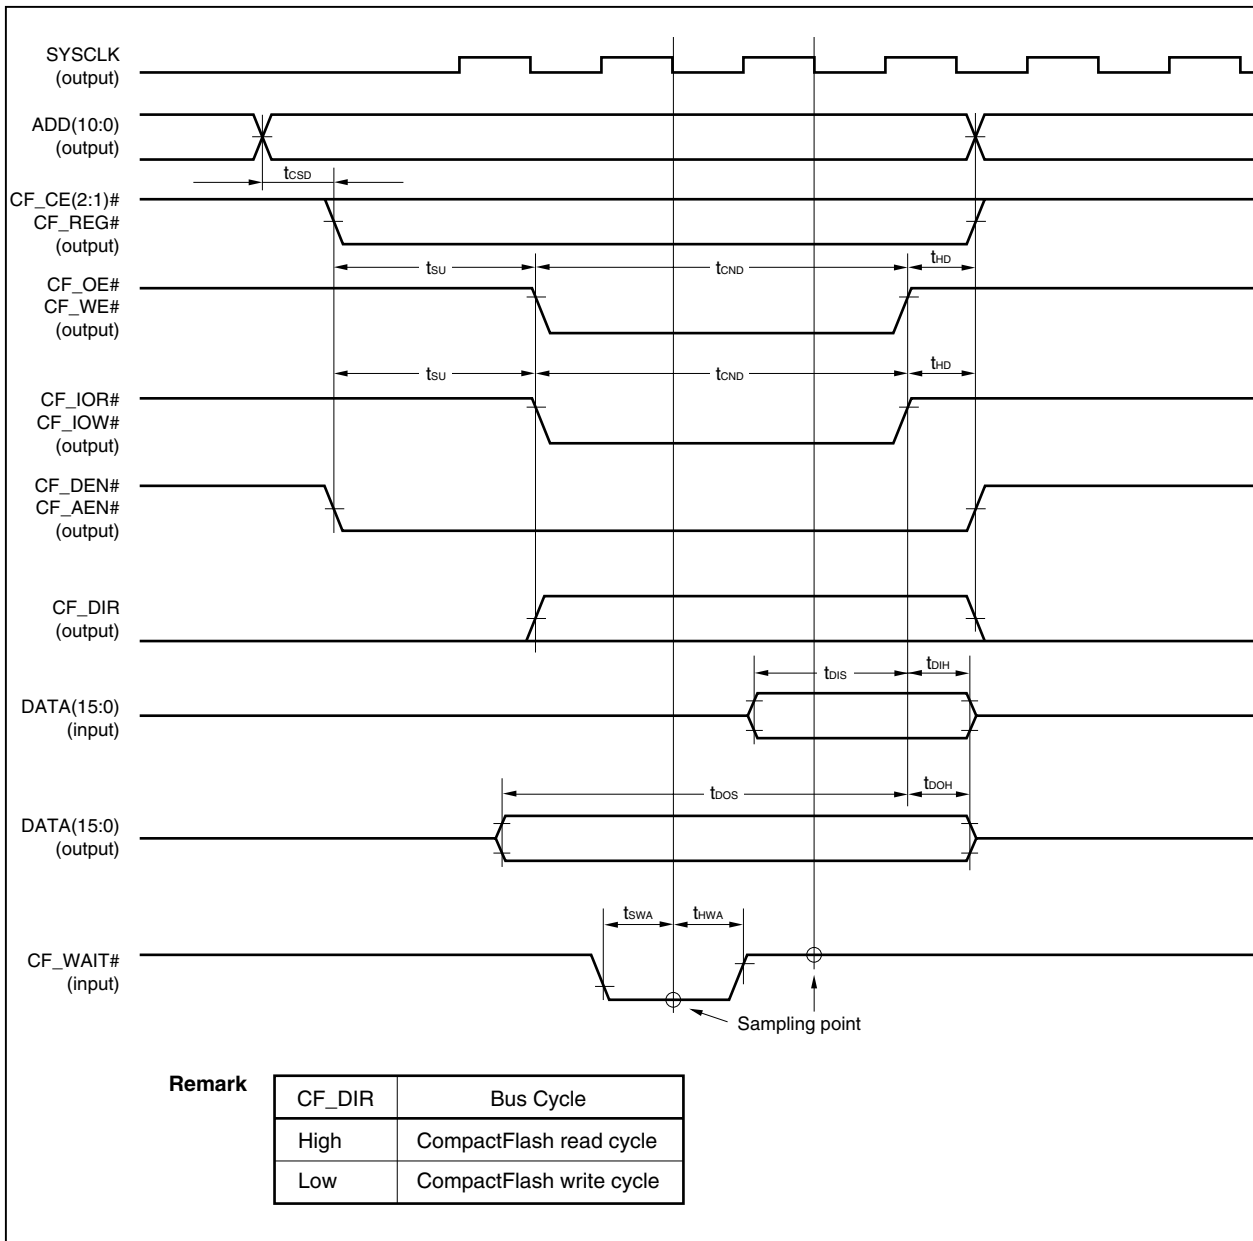 SYSCLK
(output)
ADD(10:0)
(output)
tCSD
CF_CE(2:1)#
CF_REG#
(output)
tSU tCND tHD
CF_OE#
CF_WE#
(output)
tSU tCND tHD
CF_IOR#
CF_IOW#
(output)
CF_DEN#
CF_AEN#
(output)
CF_DIR
(output)
tDIS tDIH
DATA(15:0)
(input)
tDOS tDOH
DATA(15:0)
(output)
tSWA tHWA
CF_WAIT#
(input)
Sampling point
Remark
CF_DIR Bus Cycle
High CompactFlash read cycle
Low CompactFlash write cycle